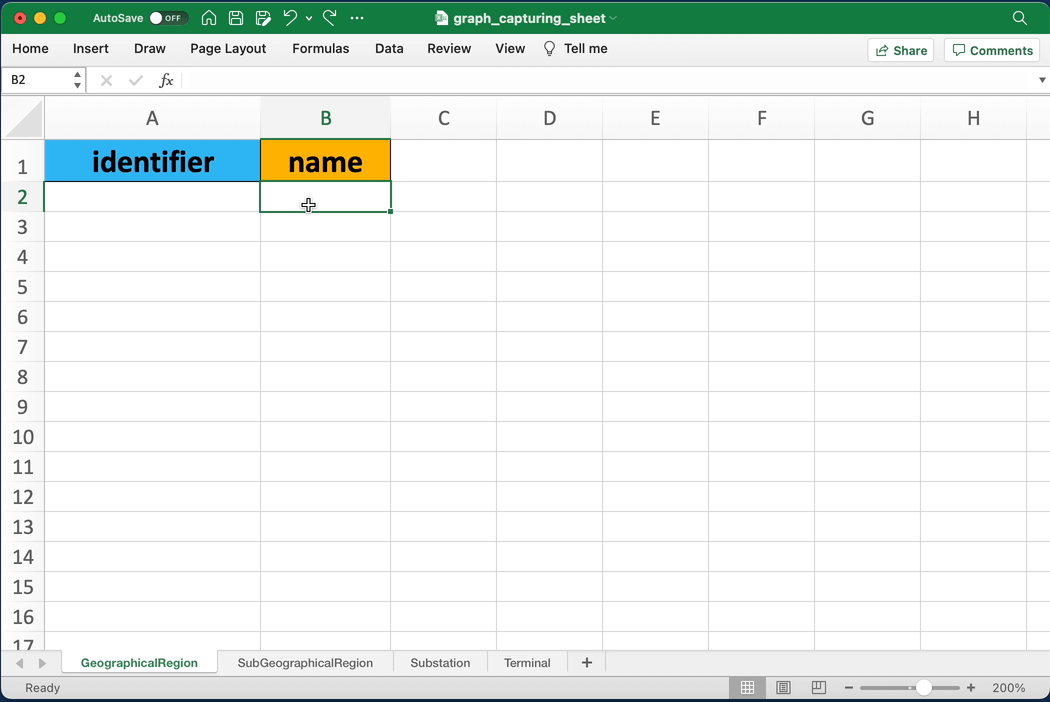 AutoSave OFF graph_capturing_sheet
Home Insert Draw Page Layout Formulas Data Review View Tell me Share Comments
B2 fx
A B C D E F G H
1 identifier name
2
3
4
5
6
7
8
9
10
11
12
13
14
15
16
17
GeographicalRegion SubGeographicalRegion Substation Terminal +
Ready 200%